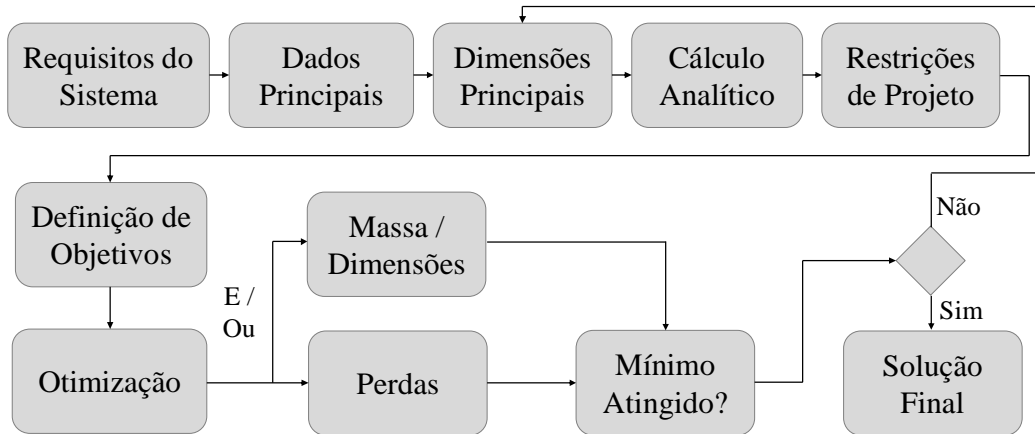 Requisitos do
Sistema
Dados
Principais
Dimensões
Principais
Cálculo
Analítico
Restrições
de Projeto
Definição de
Objetivos
Massa /
Dimensões
Não
E /
Ou
Sim
Otimização
Perdas
Mínimo
Atingido?
Solução
Final